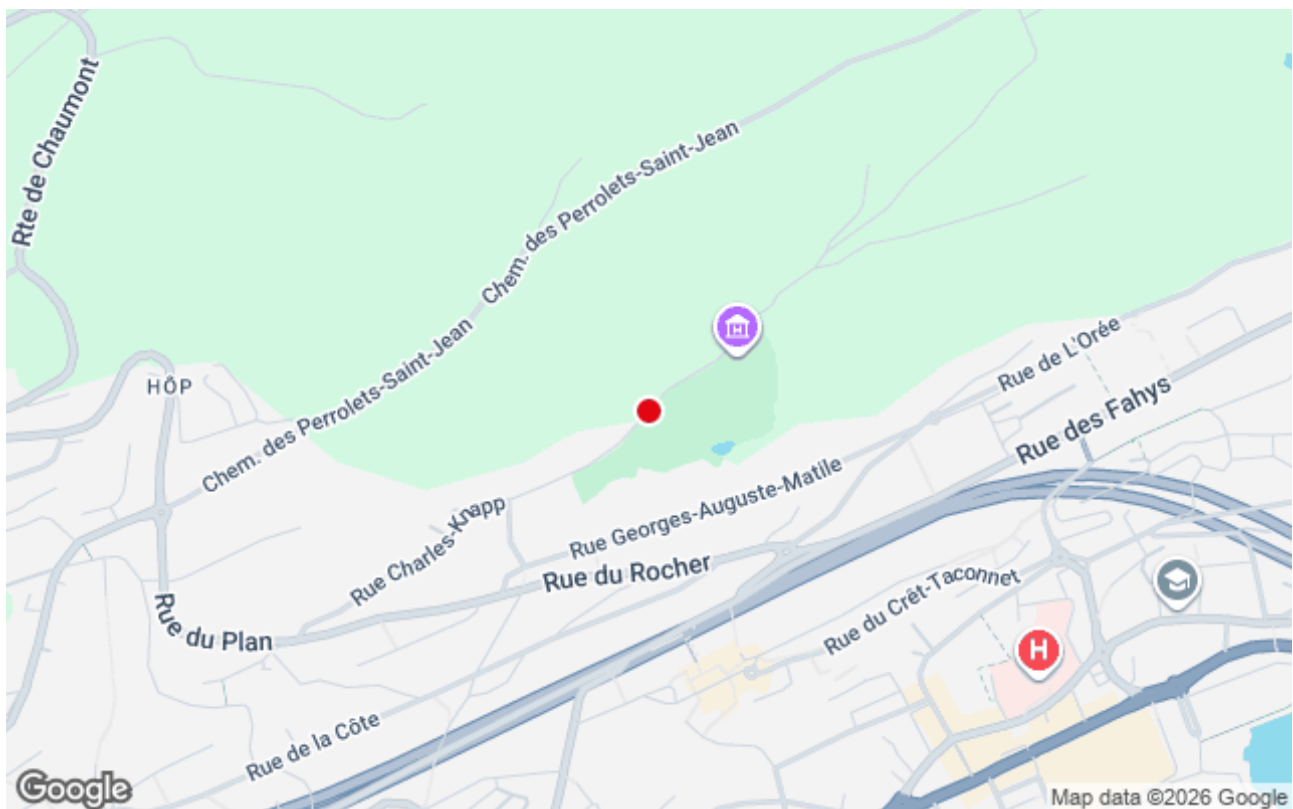 Rte de Chaumont
Chem. des Perrolets-Saint-Jean
HÔP
Chem. des Perrolets-Saint-Jean
Rue de L'Orée
Rue des Fahys
Rue Georges-Auguste-Matile
Rue Charles-Knapp
Rue du Rocher
Rue du Crêt-Taconnet
Rue du Plan
H
Rue de la Côte
Google
Map data ©2026 Google